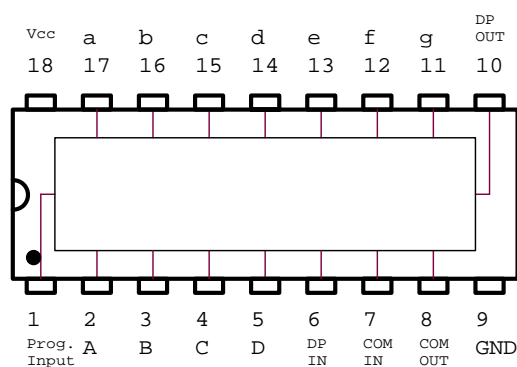 DP
Vcc a b c d e f g OUT
18 17 16 15 14 13 12 11 10
1 2 3 4 5 6 7 8 9
Prog. A B C D DP COM COM GND
Input IN IN OUT